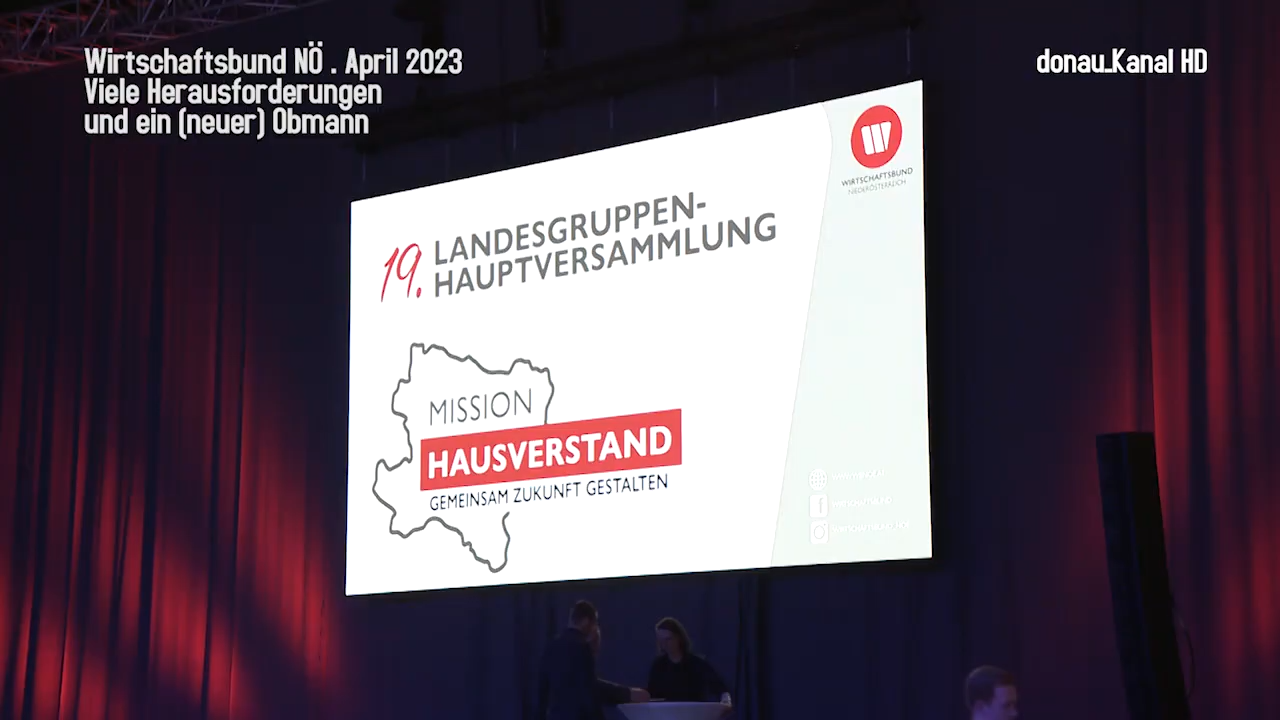 Wirtschaftsbund NÖ . April 2023
Viele Herausforderungen
und ein (neuer) Obmann
donau_Kanal HD
W
WIRTSCHAFTSBUND
NIEDERÖSTERREICH
19. LANDESGRUPPEN-
HAUPTVERSAMMLUNG
MISSION
HAUSVERSTAND
GEMEINSAM ZUKUNFT GESTALTEN